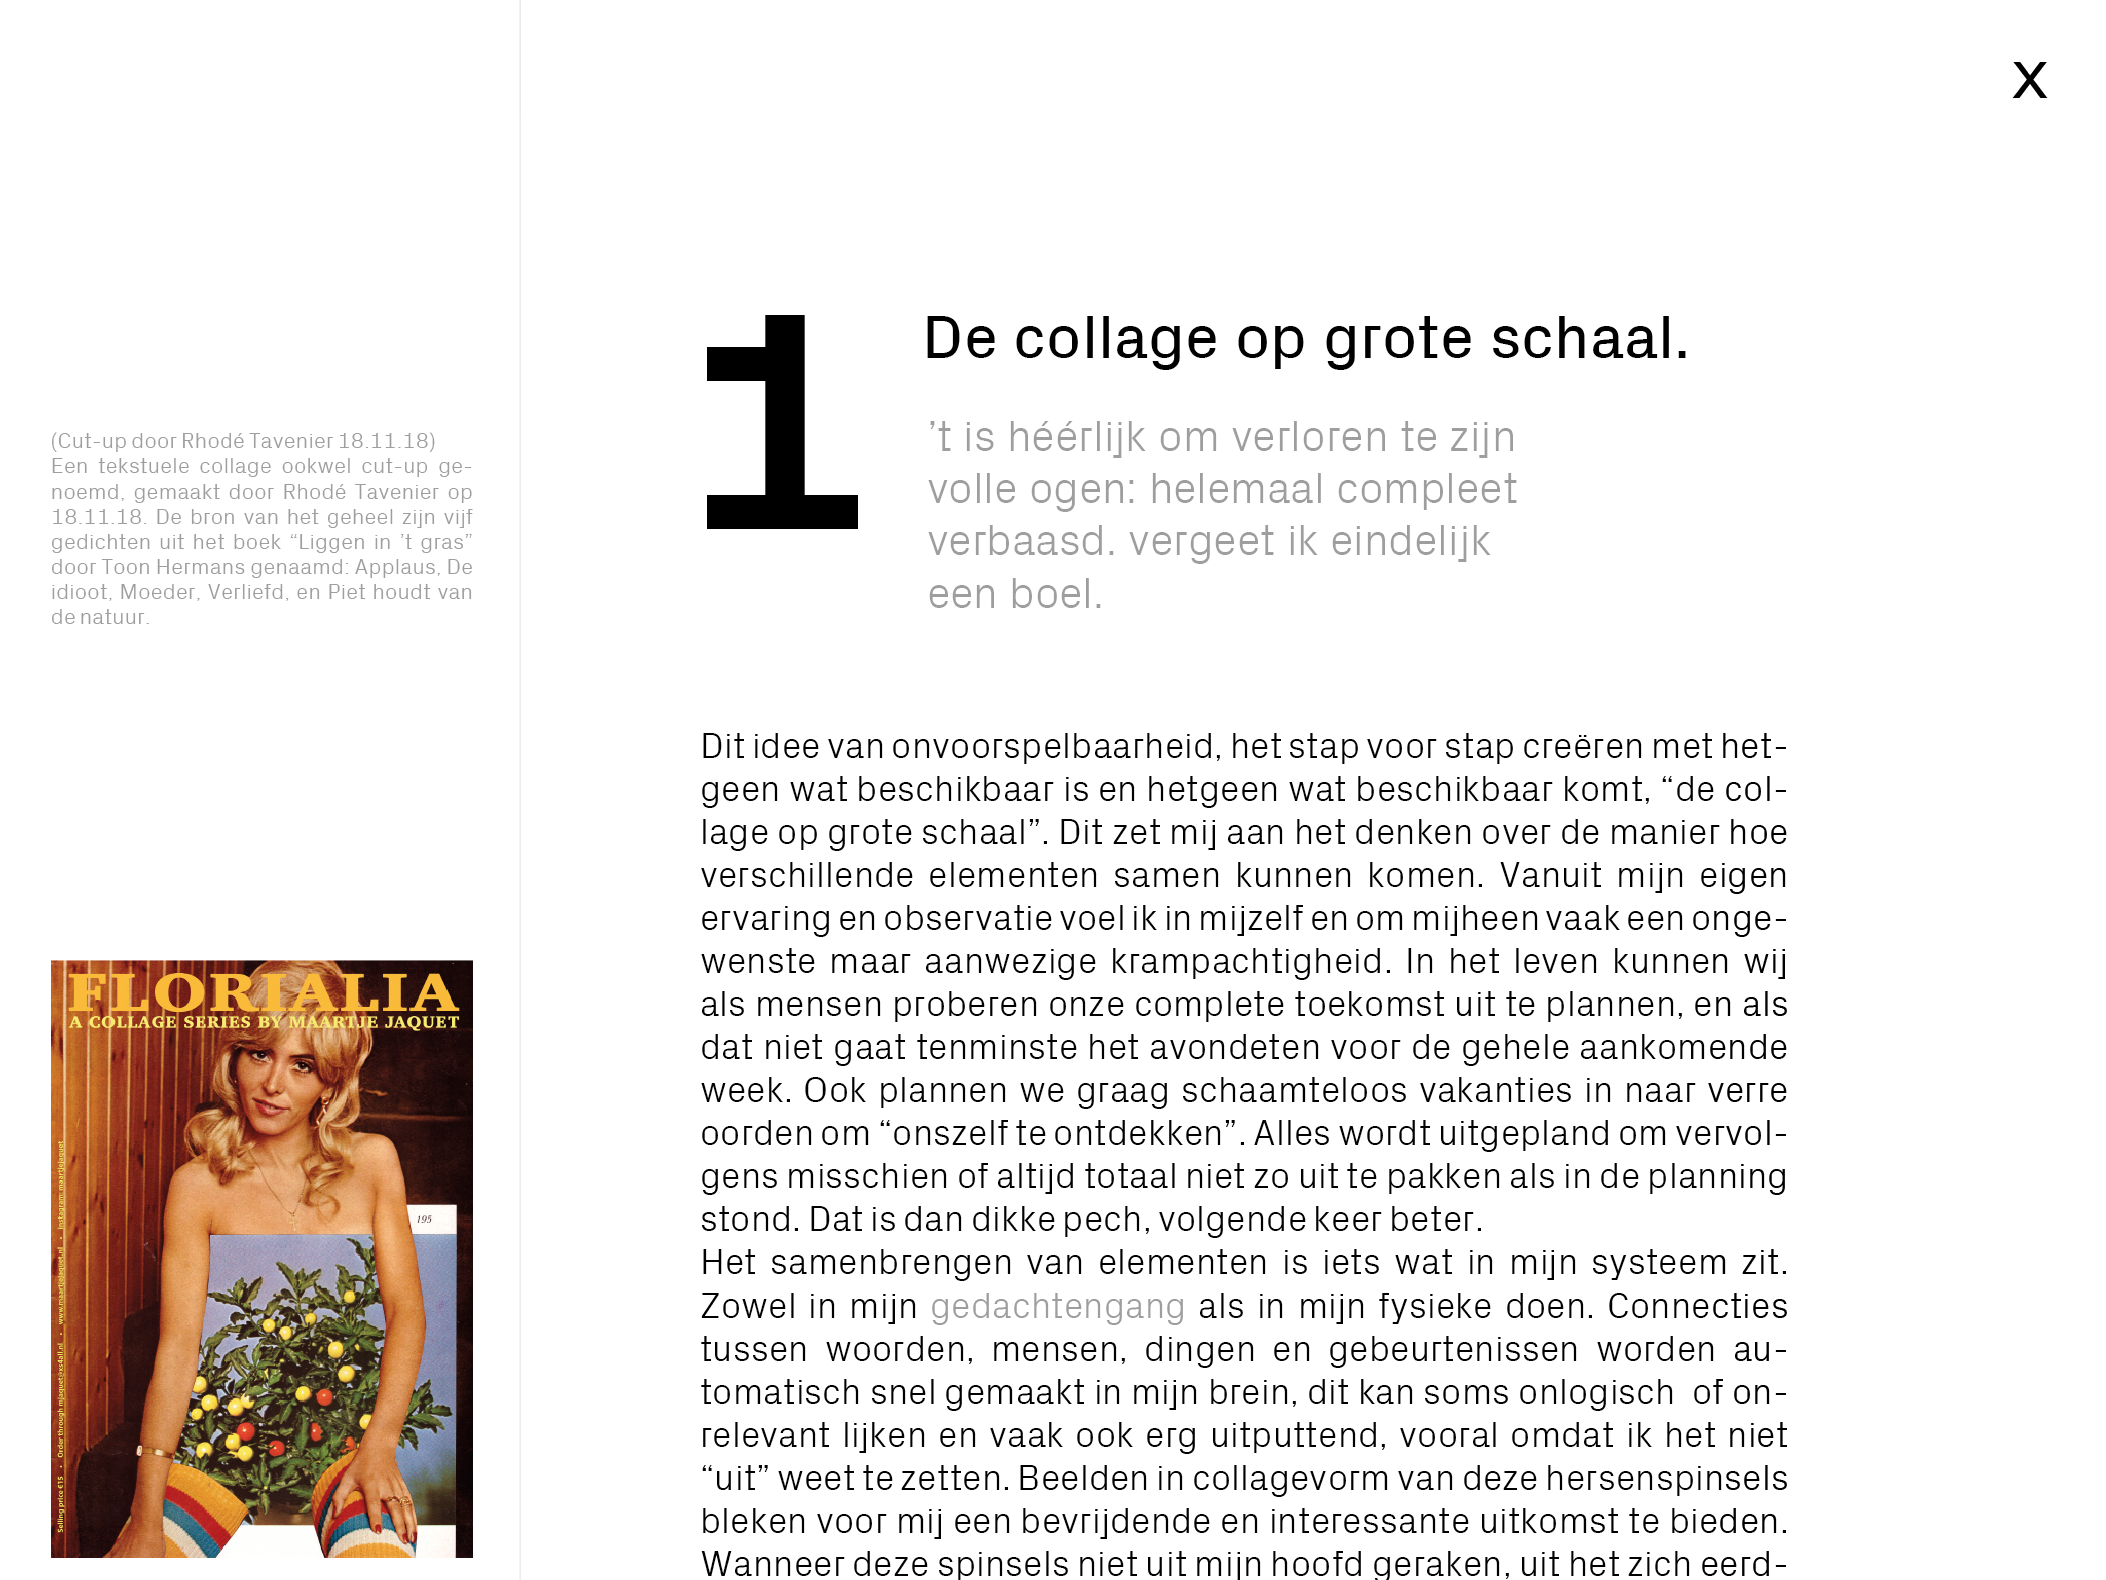 X
1
De collage op grote schaal.
’t is héérlijk om verloren te zijn
volle ogen: helemaal compleet
verbaasd. vergeet ik eindelijk
een boel.
(Cut-up door Rhodé Tavenier 18.11.18)
Een tekstuele collage ookwel cut-up ge-
noemd, gemaakt door Rhodé Tavenier op
18.11.18. De bron van het geheel zijn vijf
gedichten uit het boek “Liggen in ’t gras”
door Toon Hermans genaamd: Applaus, De
idioot, Moeder, Verliefd, en Piet houdt van
de natuur.
FLORIALIA
A COLLAGE SERIES BY MAARTJE JAQUET
195
Selling price €15 • Order through mjaquet@xs4all.nl • www.maartjejaquet.nl • instagram: maartjejaquet
Dit idee van onvoorspelbaarheid, het stap voor stap creëren met het-
geen wat beschikbaar is en hetgeen wat beschikbaar komt, “de col-
lage op grote schaal”. Dit zet mij aan het denken over de manier hoe
verschillende elementen samen kunnen komen. Vanuit mijn eigen
ervaring en observatie voel ik in mijzelf en om mijheen vaak een onge-
wenste maar aanwezige krampachtigheid. In het leven kunnen wij
als mensen proberen onze complete toekomst uit te plannen, en als
dat niet gaat tenminste het avondeten voor de gehele aankomende
week. Ook plannen we graag schaamteloos vakanties in naar verre
oorden om “onszelf te ontdekken”. Alles wordt uitgepland om vervol-
gens misschien of altijd totaal niet zo uit te pakken als in de planning
stond. Dat is dan dikke pech, volgende keer beter.
Het samenbrengen van elementen is iets wat in mijn systeem zit.
Zowel in mijn gedachtengang als in mijn fysieke doen. Connecties
tussen woorden, mensen, dingen en gebeurtenissen worden au-
tomatisch snel gemaakt in mijn brein, dit kan soms onlogisch of on-
relevant lijken en vaak ook erg uitputtend, vooral omdat ik het niet
“uit” weet te zetten. Beelden in collagevorm van deze hersenspinsels
bleken voor mij een bevrijdende en interessante uitkomst te bieden.
Wanneer deze spinsels niet uit mijn hoofd geraken, uit het zich eerd-